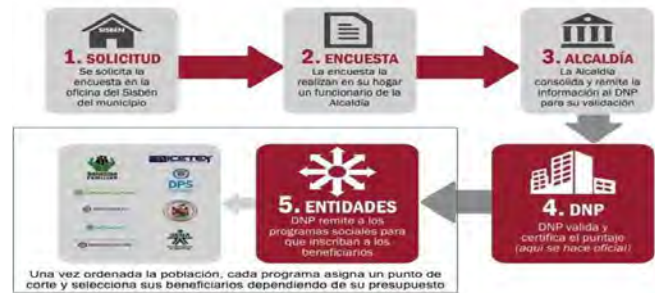 SISBÉN
1. SOLICITUD
Se solicita la
encuesta en la
oficina del Sisbén
del municipio
2. ENCUESTA
La encuesta la
realizan en su hogar
un funcionario de la
Alcaldía
3. ALCALDÍA
La Alcaldía
consolida y remite la
información al DNP
para su validación
4. DNP
DNP valida y
certifica el puntaje
(aquí se hace oficial)
5. ENTIDADES
DNP remite a los
programas sociales para
que inscriban a los
beneficiarios
ICETEX
DPS
Una vez ordenada la población, cada programa asigna un punto de
corte y selecciona sus beneficiarios dependiendo de su presupuesto